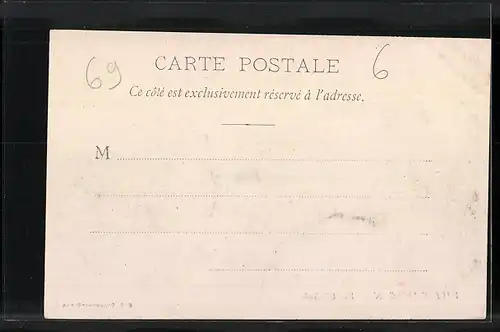 69
6
CARTE POSTALE
Ce côté est exclusivement réservé à l'adresse.
M